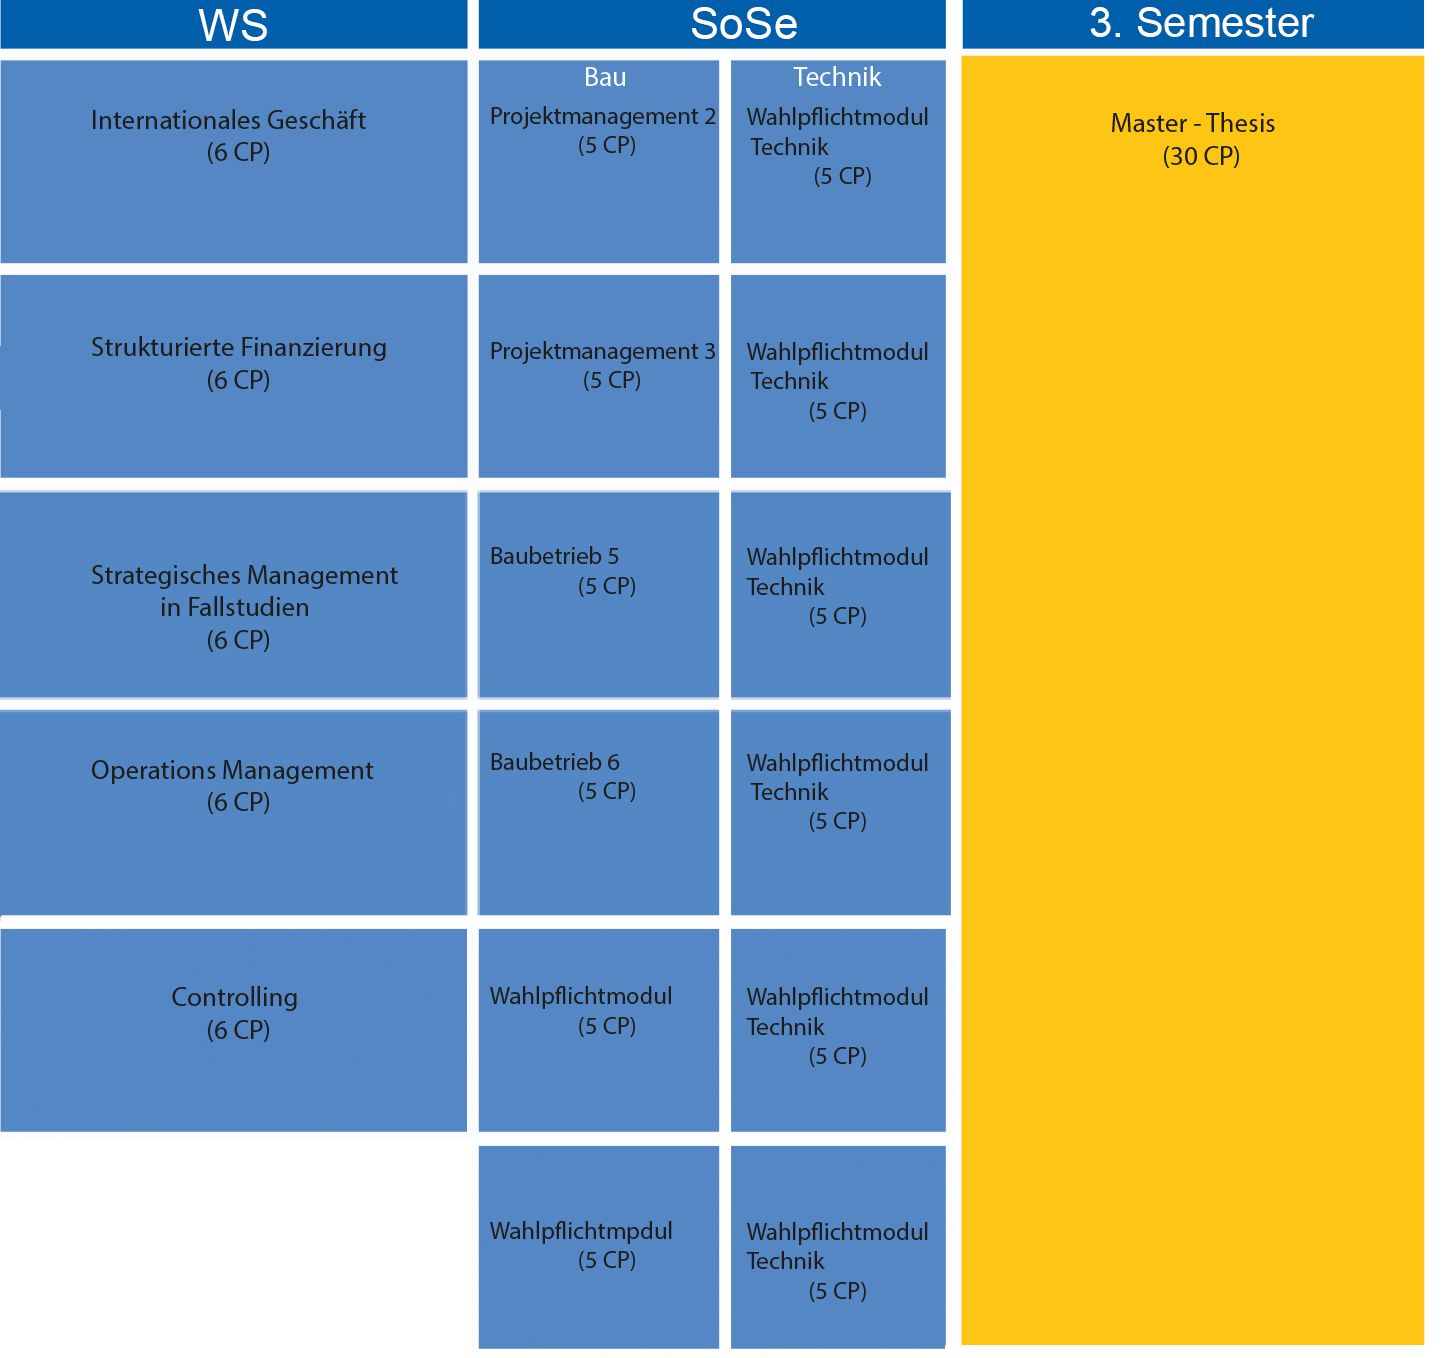 WS
Internationales Geschäft
(6 CP)
Strukturierte Finanzierung
(6 CP)
Strategisches Management
in Fallstudien
(6 CP)
Operations Management
(6 CP)
Controlling
(6 CP)
SoSe
Bau
Projektmanagement 2
(5 CP)
Projektmanagement 3
(5 CP)
Baubetrieb 5
(5 CP)
Baubetrieb 6
(5 CP)
Wahlpflichtmodul
(5 CP)
Wahlpflichtmpdul
(5 CP)
Technik
Wahlpflichtmodul
Technik
(5 CP)
Wahlpflichtmodul
Technik
(5 CP)
Wahlpflichtmodul
Technik
(5 CP)
Wahlpflichtmodul
Technik
(5 CP)
Wahlpflichtmodul
Technik
(5 CP)
Wahlpflichtmodul
Technik
(5 CP)
3. Semester
Master - Thesis
(30 CP)